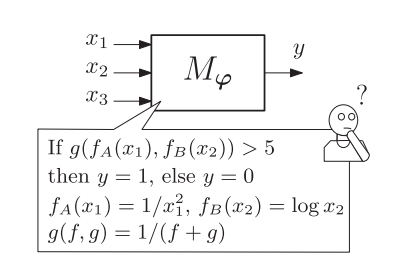 x₁
x₂
x₃
M_φ
y
?
If g(f_A(x₁), f_B(x₂)) > 5
then y = 1, else y = 0
f_A(x₁) = 1/x₁², f_B(x₂) = log x₂
g(f, g) = 1/(f + g)